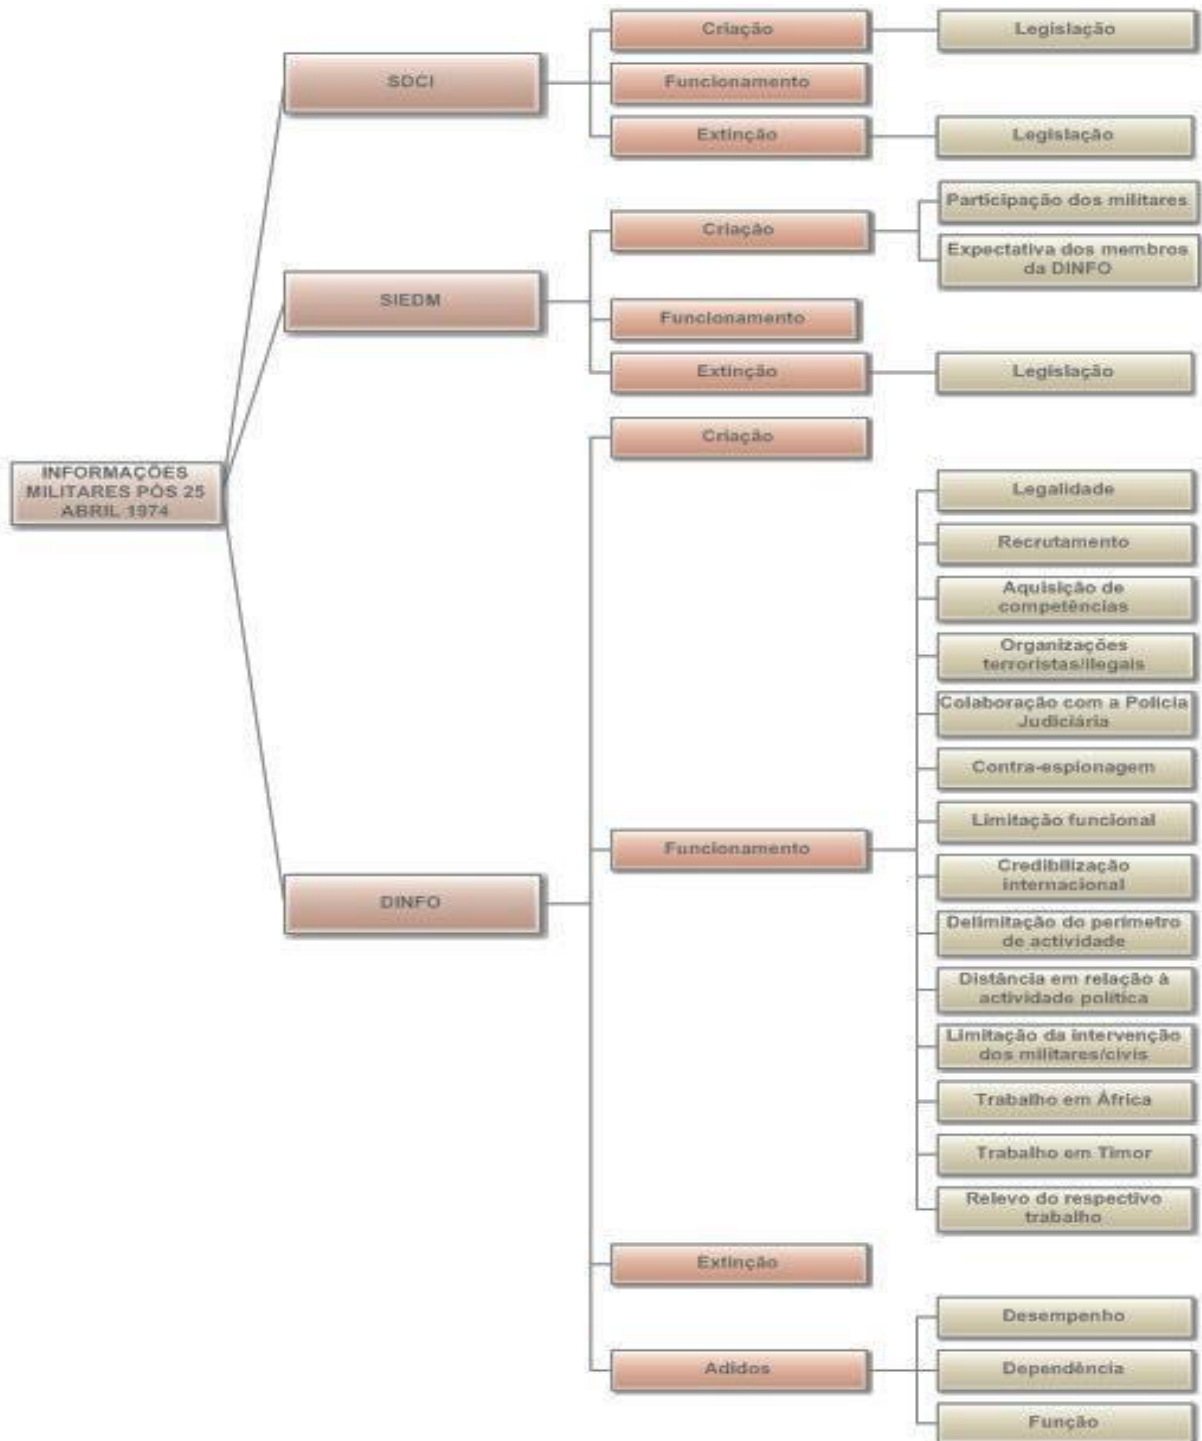 Criação
Legislação
SDCI
Funcionamento
Extinção
Legislação
Participação dos militares
Criação
Expectativa dos membros
da DINFO
SIEDM
Funcionamento
Extinção
Legislação
Criação
INFORMAÇÕES
MILITARES PÓS 25
ABRIL 1974
Legalidade
Recrutamento
Aquisição de
competências
Organizações
terroristas/ilegais
Colaboração com a Polícia
Judiciária
Contra-espionagem
Limitação funcional
Funcionamento
Credibilização
internacional
DINFO
Delimitação do perímetro
de actividade
Distância em relação à
actividade política
Limitação da intervenção
dos militares/civis
Trabalho em África
Trabalho em Timor
Relevo do respectivo
trabalho
Extinção
Desempenho
Adidos
Dependência
Função